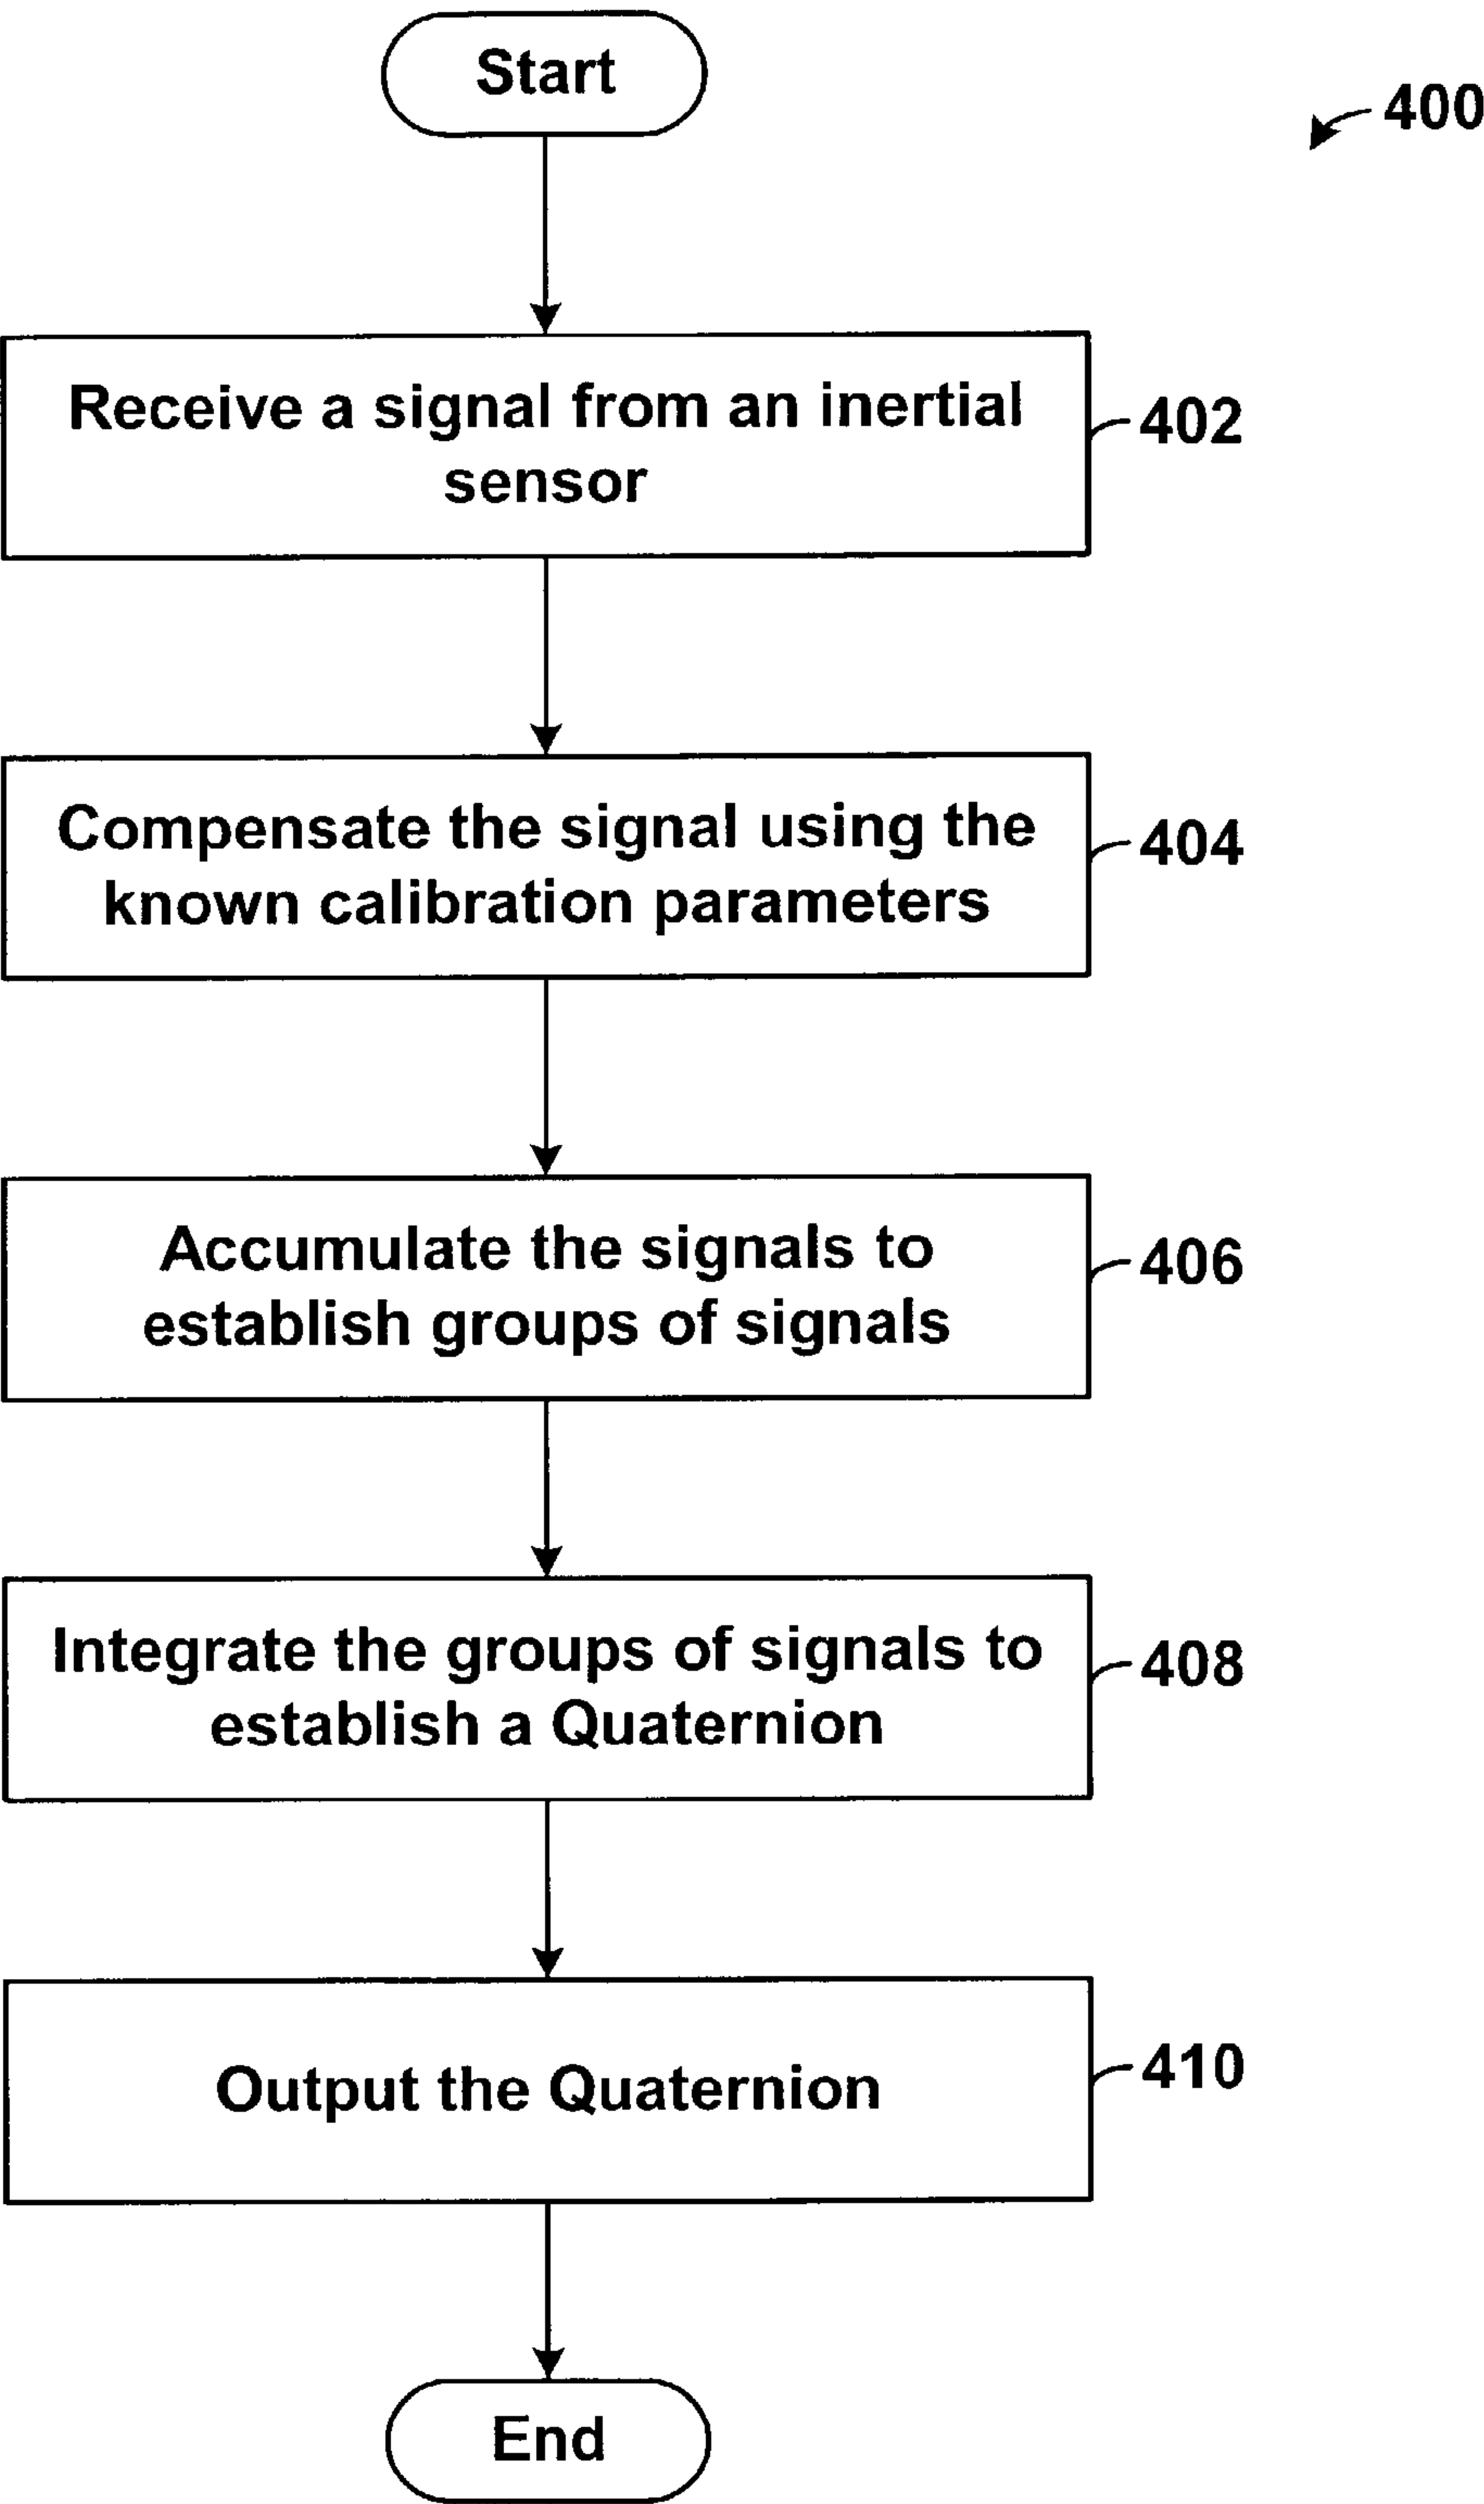 Start
400
Receive a signal from an inertial
sensor
402
Compensate the signal using the
known calibration parameters
404
Accumulate the signals to
establish groups of signals
406
Integrate the groups of signals to
establish a Quaternion
408
Output the Quaternion
410
End